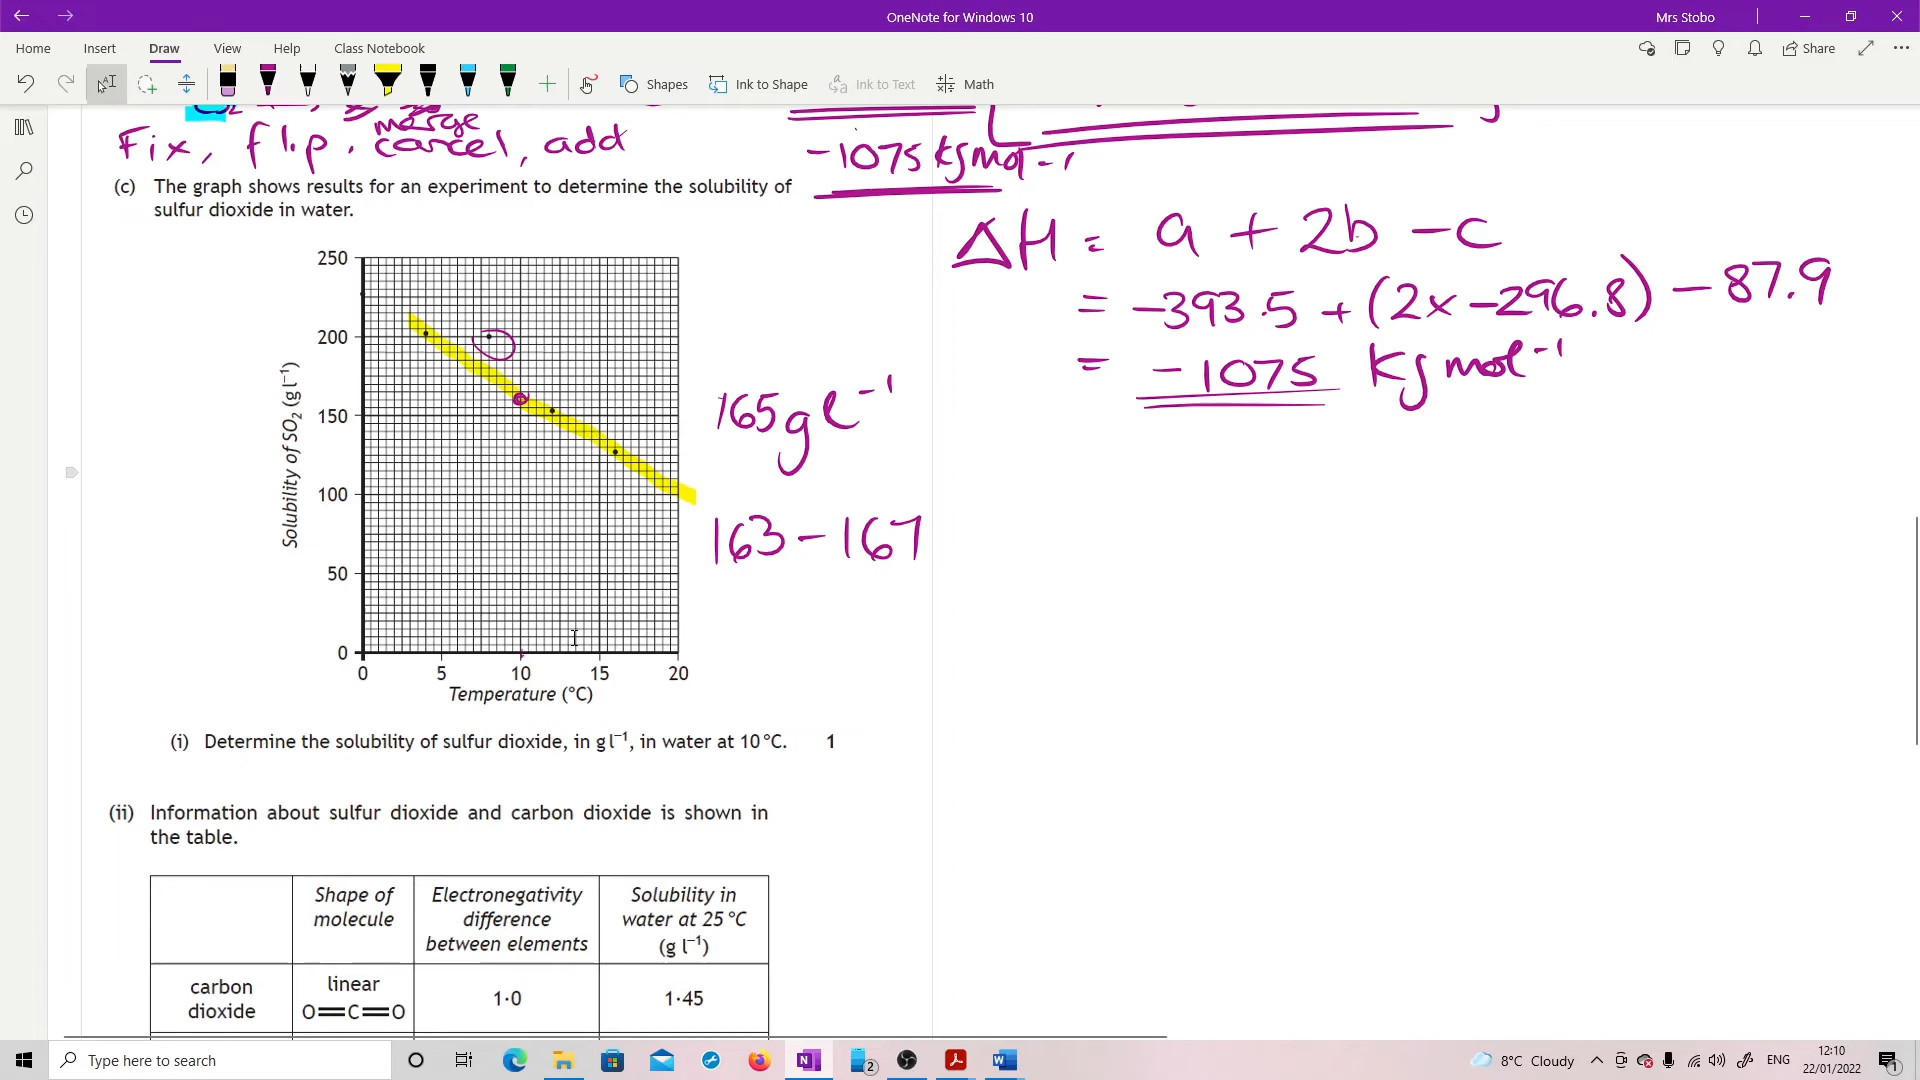 OneNote for Windows 10
Mrs Stobo
Home Insert Draw View Help Class Notebook
Share
Shapes Ink to Shape Ink to Text Math
merge
Fix, flip, cancel, add
-1075 KJ mol-1
(c) The graph shows results for an experiment to determine the solubility of
sulfur dioxide in water.
250
200
150
100
50
0
Solubility of SO2 (g l−1)
0 5 10 15 20
Temperature (°C)
165 g l-1
163 - 167
ΔH = a + 2b - c
= -393.5 + (2x -296.8) - 87.9
= -1075 KJ mol-1
(i) Determine the solubility of sulfur dioxide, in g l−1, in water at 10 °C. 1
(ii) Information about sulfur dioxide and carbon dioxide is shown in
the table.
Shape of
molecule
Electronegativity
difference
between elements
Solubility in
water at 25 °C
(g l−1)
carbon
dioxide
linear
O=C=O
1·0
1·45
Type here to search
2
8°C Cloudy
ENG
12:10
22/01/2022
1